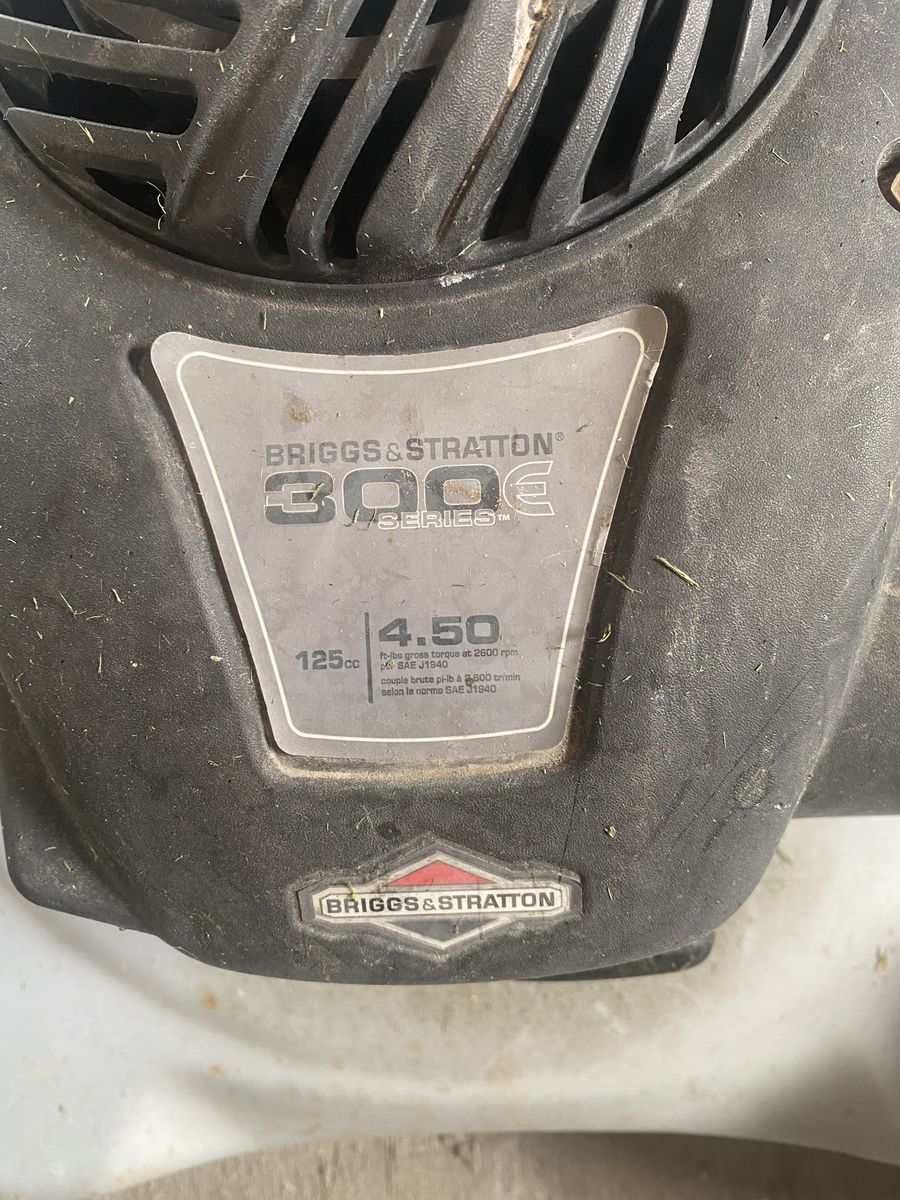 BRIGGS & STRATTON®
300E
SERIES™
4.50
125cc
ft-lbs gross torque at 2600 rpm
per SAE J1940
couple brute pi-lb à 2,600 tr/min
selon la norme SAE J1940
BRIGGS & STRATTON®